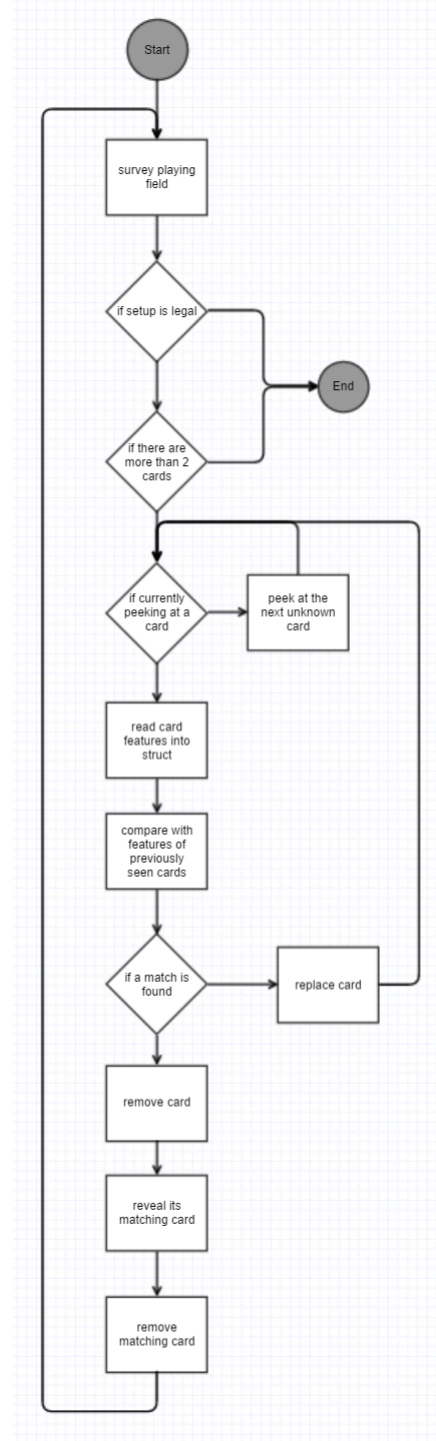 Start
survey playing
field
if setup is legal
End
if there are
more than 2
cards
if currently
peeking at a
card
peek at the
next unknown
card
read card
features into
struct
compare with
features of
previously
seen cards
if a match is
found
replace card
remove card
reveal its
matching card
remove
matching card